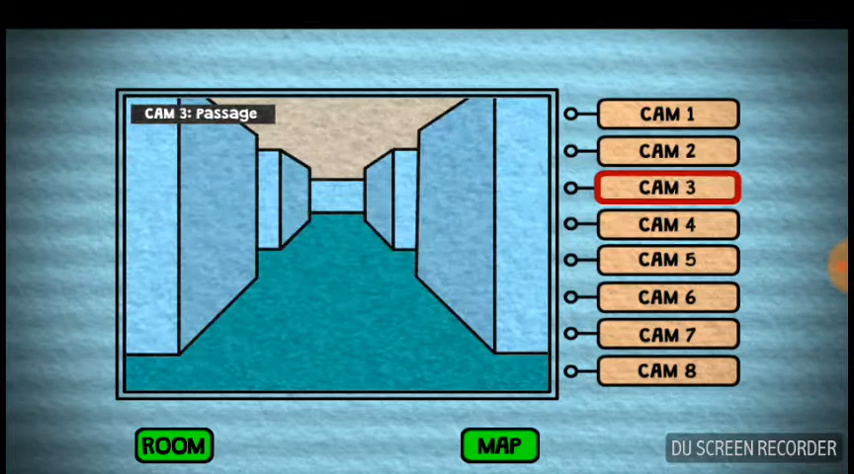 CAM 3: Passage
CAM 1
CAM 2
CAM 3
CAM 4
CAM 5
CAM 6
CAM 7
CAM 8
ROOM
MAP
DU SCREEN RECORDER